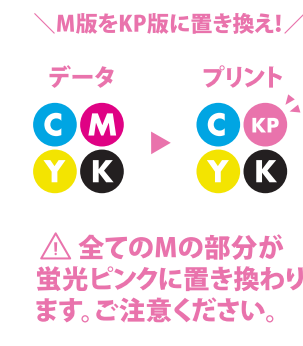 ＼M版をKP版に置き換え!／
データ プリント
C M C KP
Y K Y K
全てのMの部分が
蛍光ピンクに置き換わり
ます。ご注意ください。